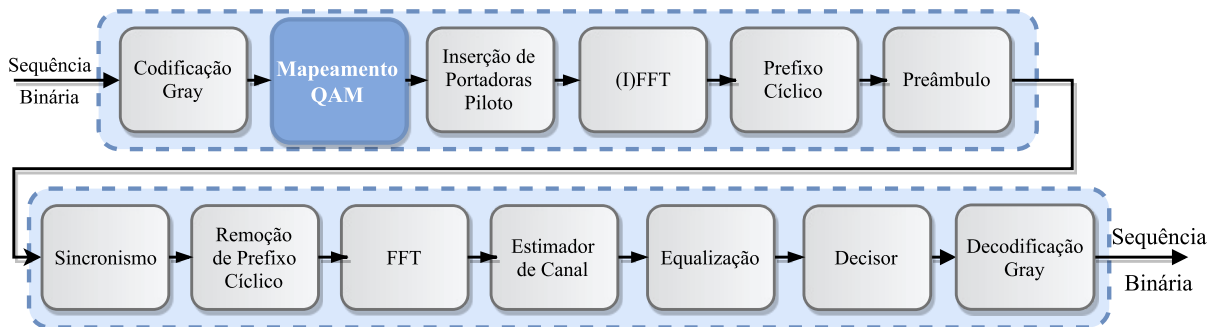 Sequência
Binária
Codificação
Gray
Mapeamento
QAM
Inserção de
Portadoras
Piloto
(I)FFT
Prefixo
Cíclico
Preâmbulo
Sincronismo
Remoção
de Prefixo
Cíclico
FFT
Estimador
de Canal
Equalização
Decisor
Decodificação
Gray
Sequência
Binária